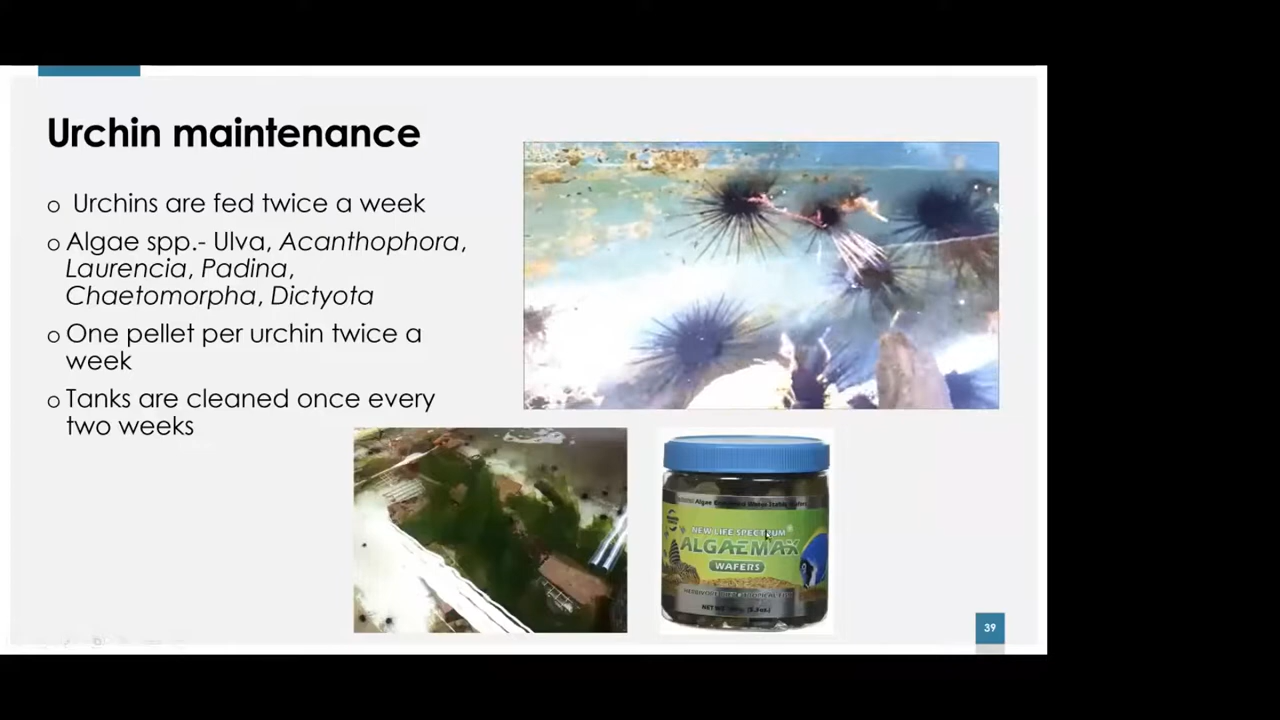 Urchin maintenance
o Urchins are fed twice a week
o Algae spp.- Ulva, Acanthophora,
Laurencia, Padina,
Chaetomorpha, Dictyota
o One pellet per urchin twice a
week
o Tanks are cleaned once every
two weeks
NEW LIFE SPECTRUM
ALGAEMAX
WAFERS
39